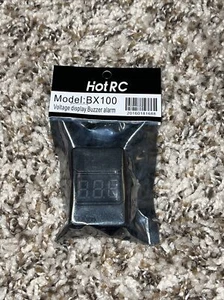 HotRC
Model:BX100
Voltage display Buzzer alarm